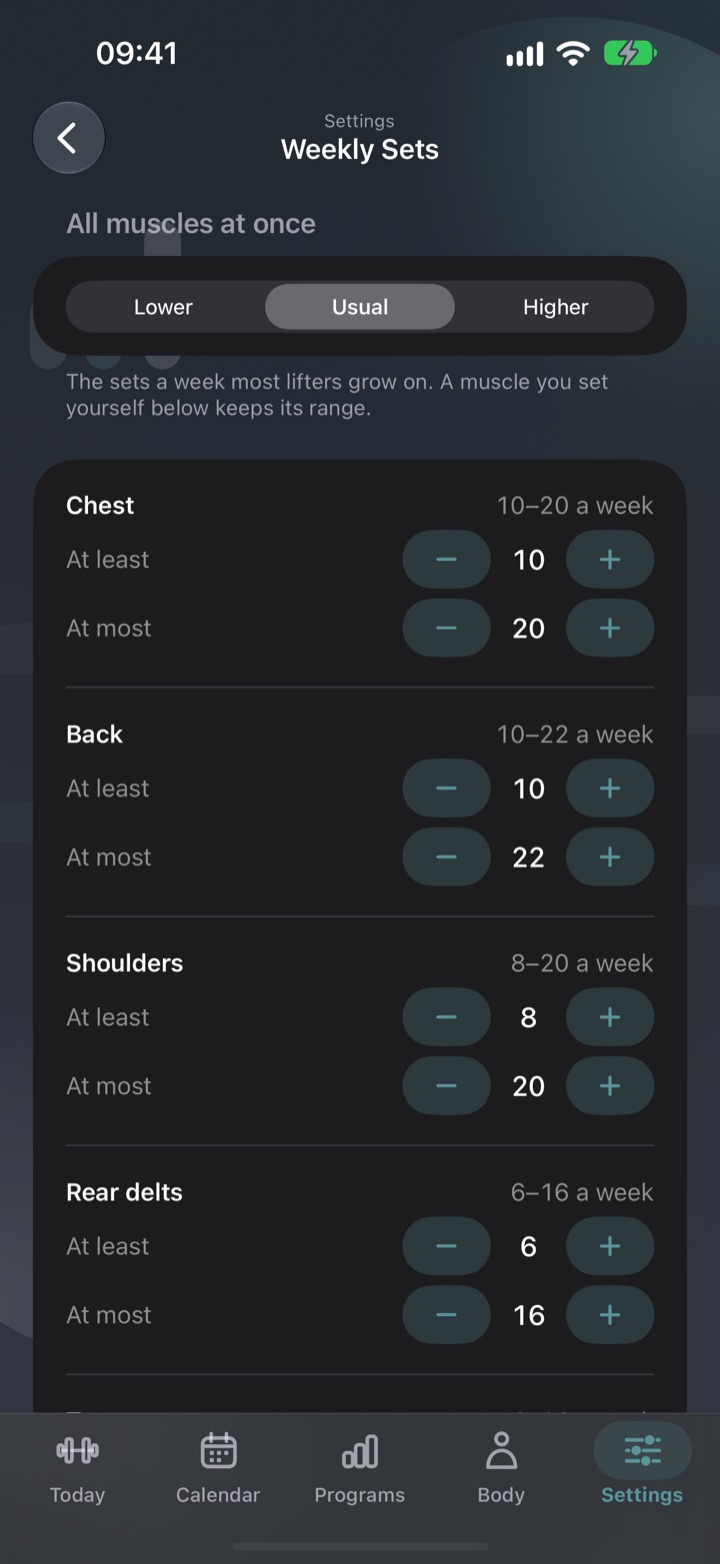 09:41
Settings
Weekly Sets
All muscles at once
Lower Usual Higher
The sets a week most lifters grow on. A muscle you set
yourself below keeps its range.
Chest 10–20 a week
At least − 10 +
At most − 20 +
Back 10–22 a week
At least − 10 +
At most − 22 +
Shoulders 8–20 a week
At least − 8 +
At most − 20 +
Rear delts 6–16 a week
At least − 6 +
At most − 16 +
Today Calendar Programs Body Settings